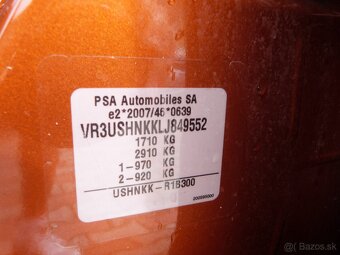 PSA Automobiles SA
e2*2007/46*0639
VR3USHNKKLJ849552
1710 KG
2910 KG
1-970 KG
2-920 KG
USHNKK-R1B300
Bazos.sk